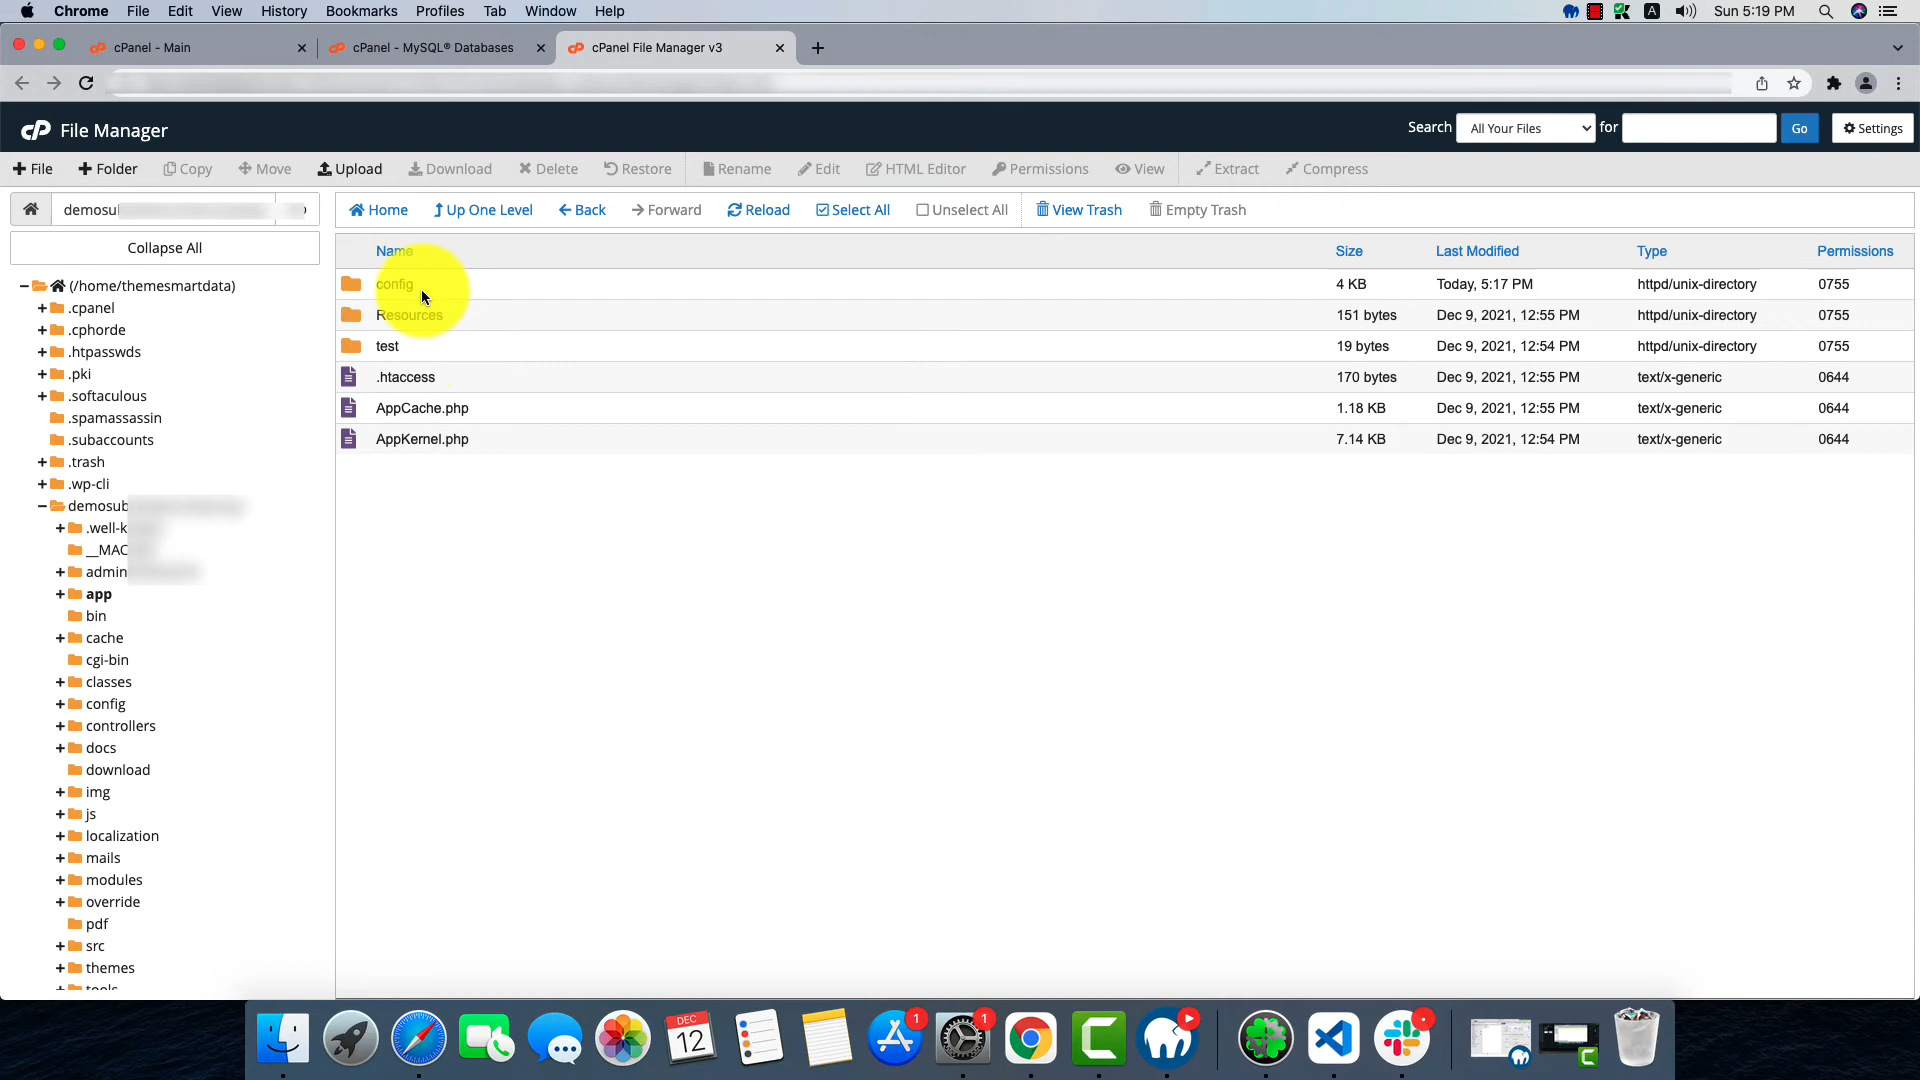 Chrome File Edit View History Bookmarks Profiles Tab Window Help A Sun 5:19 PM
cPanel - Main cPanel - MySQL® Databases cPanel File Manager v3
cP File Manager Search All Your Files for Go Settings
File Folder Copy Move Upload Download Delete Restore Rename Edit HTML Editor Permissions View Extract Compress
demosu Home Up One Level Back Forward Reload Select All Unselect All View Trash Empty Trash
Collapse All
Name Size Last Modified Type Permissions
config 4 KB Today, 5:17 PM httpd/unix-directory 0755
Resources 151 bytes Dec 9, 2021, 12:55 PM httpd/unix-directory 0755
test 19 bytes Dec 9, 2021, 12:54 PM httpd/unix-directory 0755
.htaccess 170 bytes Dec 9, 2021, 12:55 PM text/x-generic 0644
AppCache.php 1.18 KB Dec 9, 2021, 12:55 PM text/x-generic 0644
AppKernel.php 7.14 KB Dec 9, 2021, 12:54 PM text/x-generic 0644
(/home/themesmartdata)
.cpanel
.cphorde
.htpasswds
.pki
.softaculous
.spamassassin
.subaccounts
.trash
.wp-cli
demosub
.well-k
__MAC
admin
app
bin
cache
cgi-bin
classes
config
controllers
docs
download
img
js
localization
mails
modules
override
pdf
src
themes
tools
DEC
12
1
1